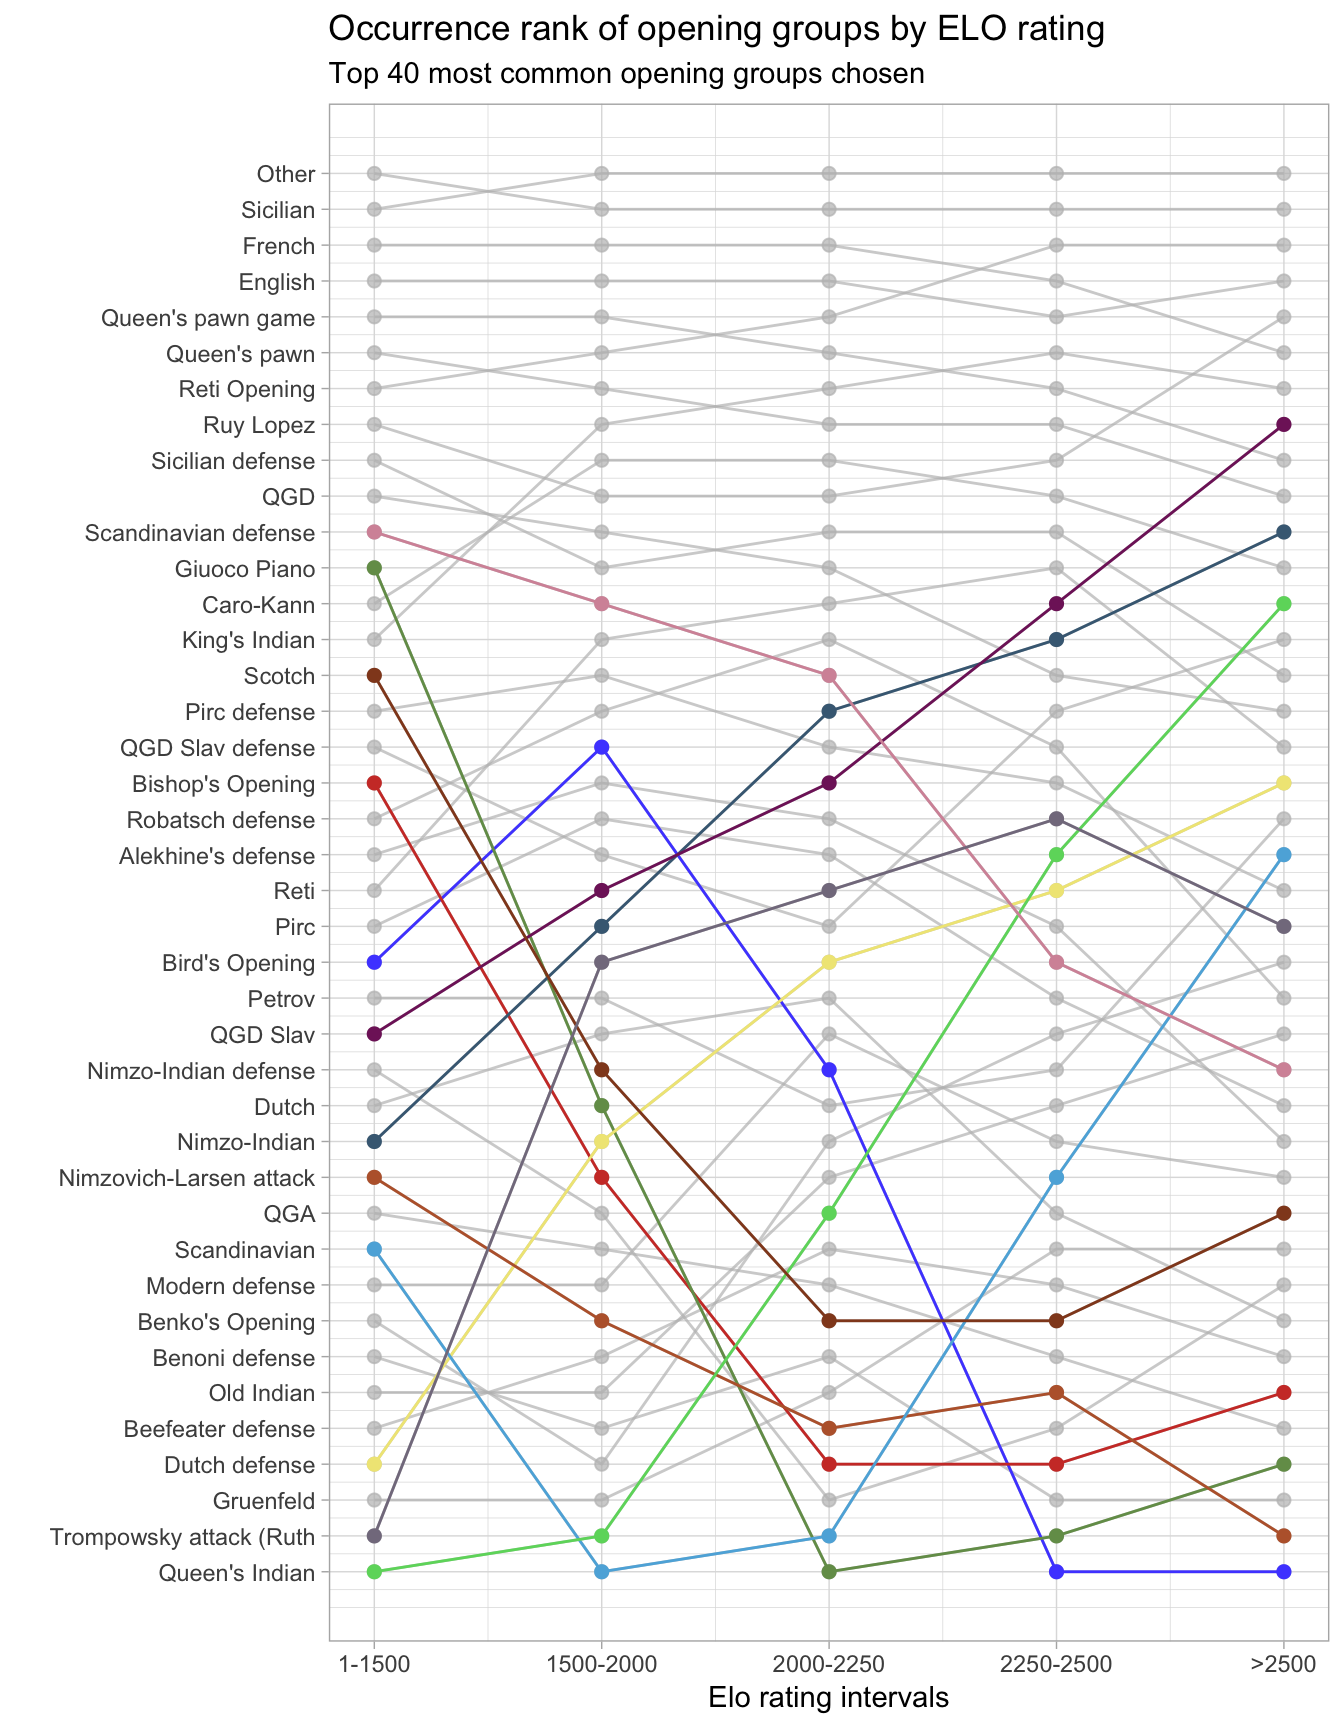 Occurrence rank of opening groups by ELO rating
Top 40 most common opening groups chosen
Other
Sicilian
French
English
Queen's pawn game
Queen's pawn
Reti Opening
Ruy Lopez
Sicilian defense
QGD
Scandinavian defense
Giuoco Piano
Caro-Kann
King's Indian
Scotch
Pirc defense
QGD Slav defense
Bishop's Opening
Robatsch defense
Alekhine's defense
Reti
Pirc
Bird's Opening
Petrov
QGD Slav
Nimzo-Indian defense
Dutch
Nimzo-Indian
Nimzovich-Larsen attack
QGA
Scandinavian
Modern defense
Benko's Opening
Benoni defense
Old Indian
Beefeater defense
Dutch defense
Gruenfeld
Trompowsky attack (Ruth
Queen's Indian
1-1500 1500-2000 2000-2250 2250-2500 >2500
Elo rating intervals